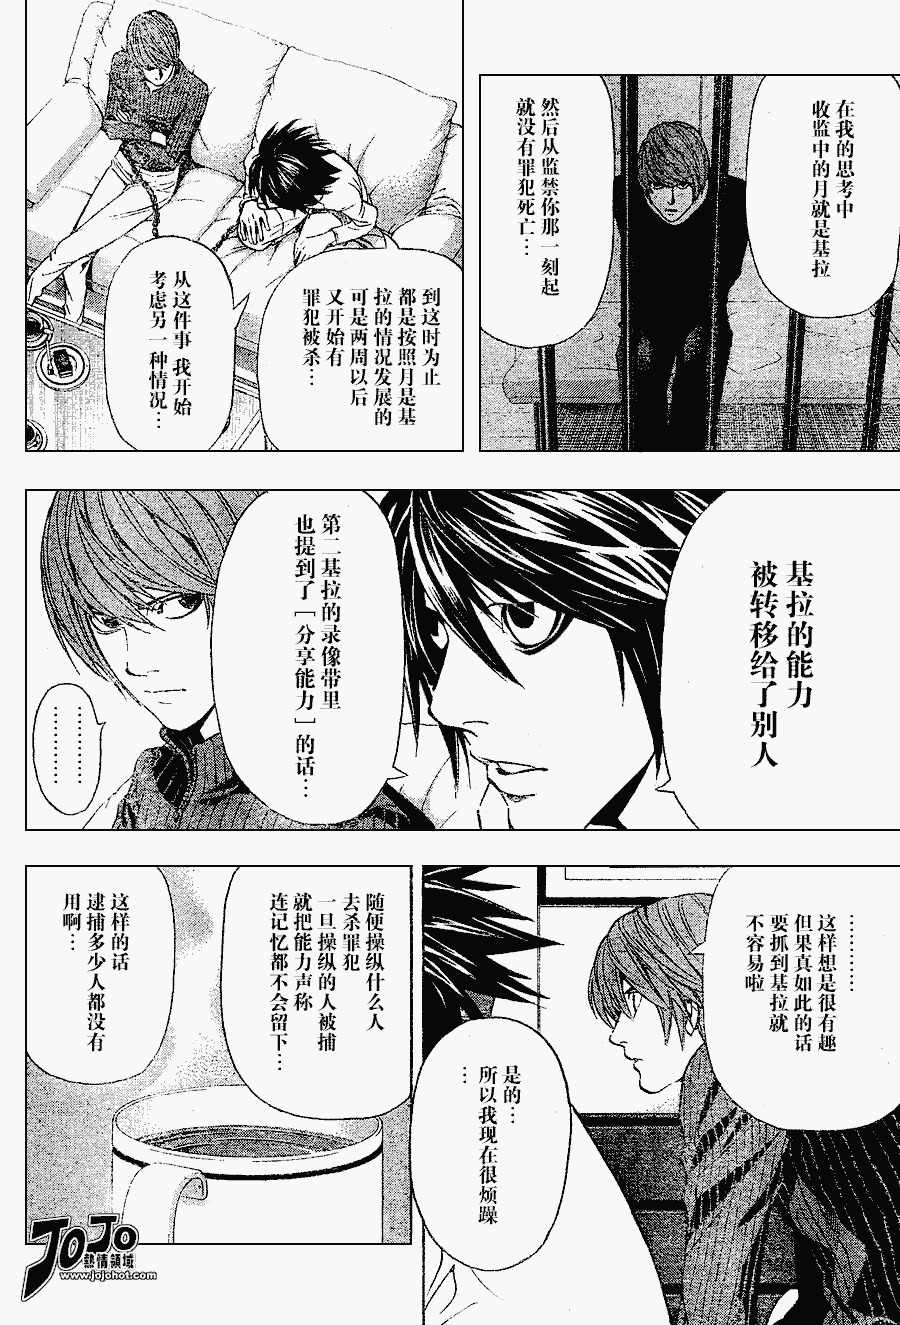 在我的思考中
收监中的月就是基拉
然后从监禁你那一刻起
就没有罪犯死亡…
到这时为止
都是按照月是基
拉的情况发展的
可是两周以后
又开始有
罪犯被杀…
从这件事 我开始
考虑另一种情况…
基拉的能力
被转移给了别人
第二基拉的录像带里
也提到了[分享能力]的话…
…………
…………
…………
这样想是很有趣
但果真如此的话
要抓到基拉就
不容易啦
是的…
所以我现在很烦躁
…
随便操纵什么人
去杀罪犯
一旦操纵的人被捕
就把能力声称
连记忆都不会留下…
这样的话
逮捕多少人都没有
用啊…
JOJO
热情领域
www.jojohot.com